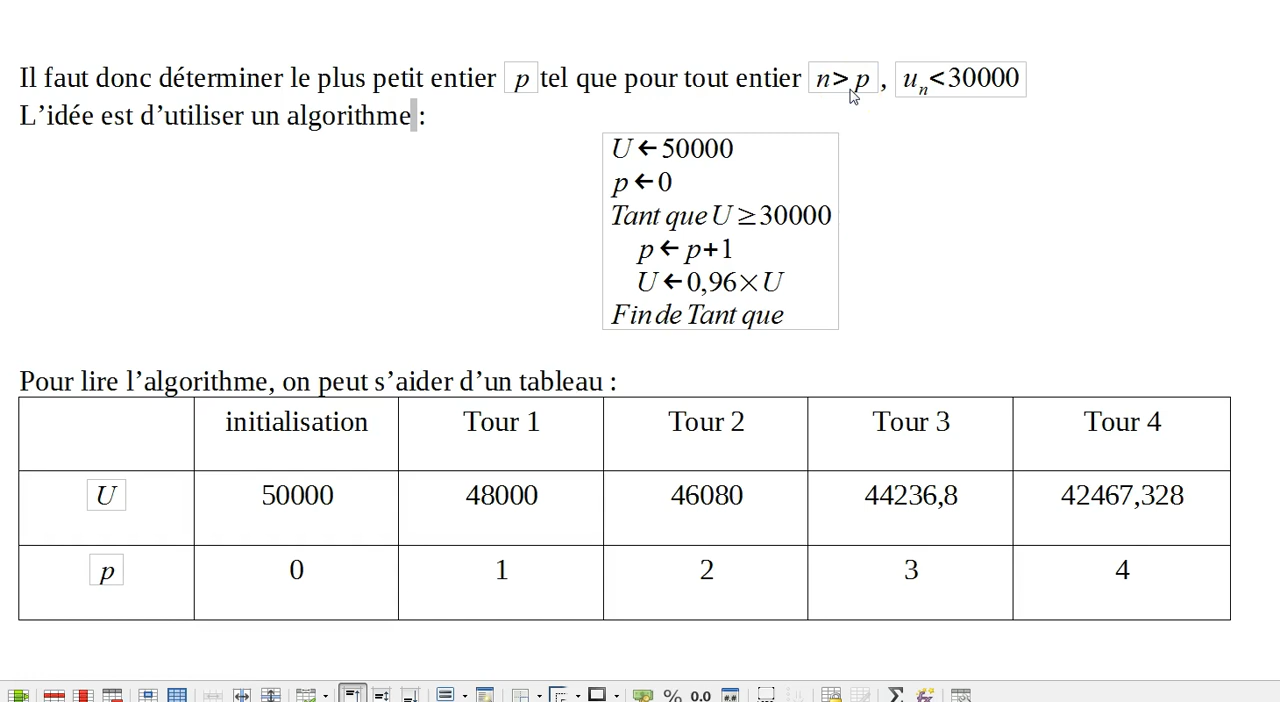 Il faut donc déterminer le plus petit entier p tel que pour tout entier n>p, uₙ<30000
L’idée est d’utiliser un algorithme :
U←50000
p←0
Tant que U≥30000
p←p+1
U←0,96×U
Fin de Tant que
Pour lire l’algorithme, on peut s’aider d’un tableau :
initialisation Tour 1 Tour 2 Tour 3 Tour 4
U 50000 48000 46080 44236,8 42467,328
p 0 1 2 3 4
% 0.0 Σ